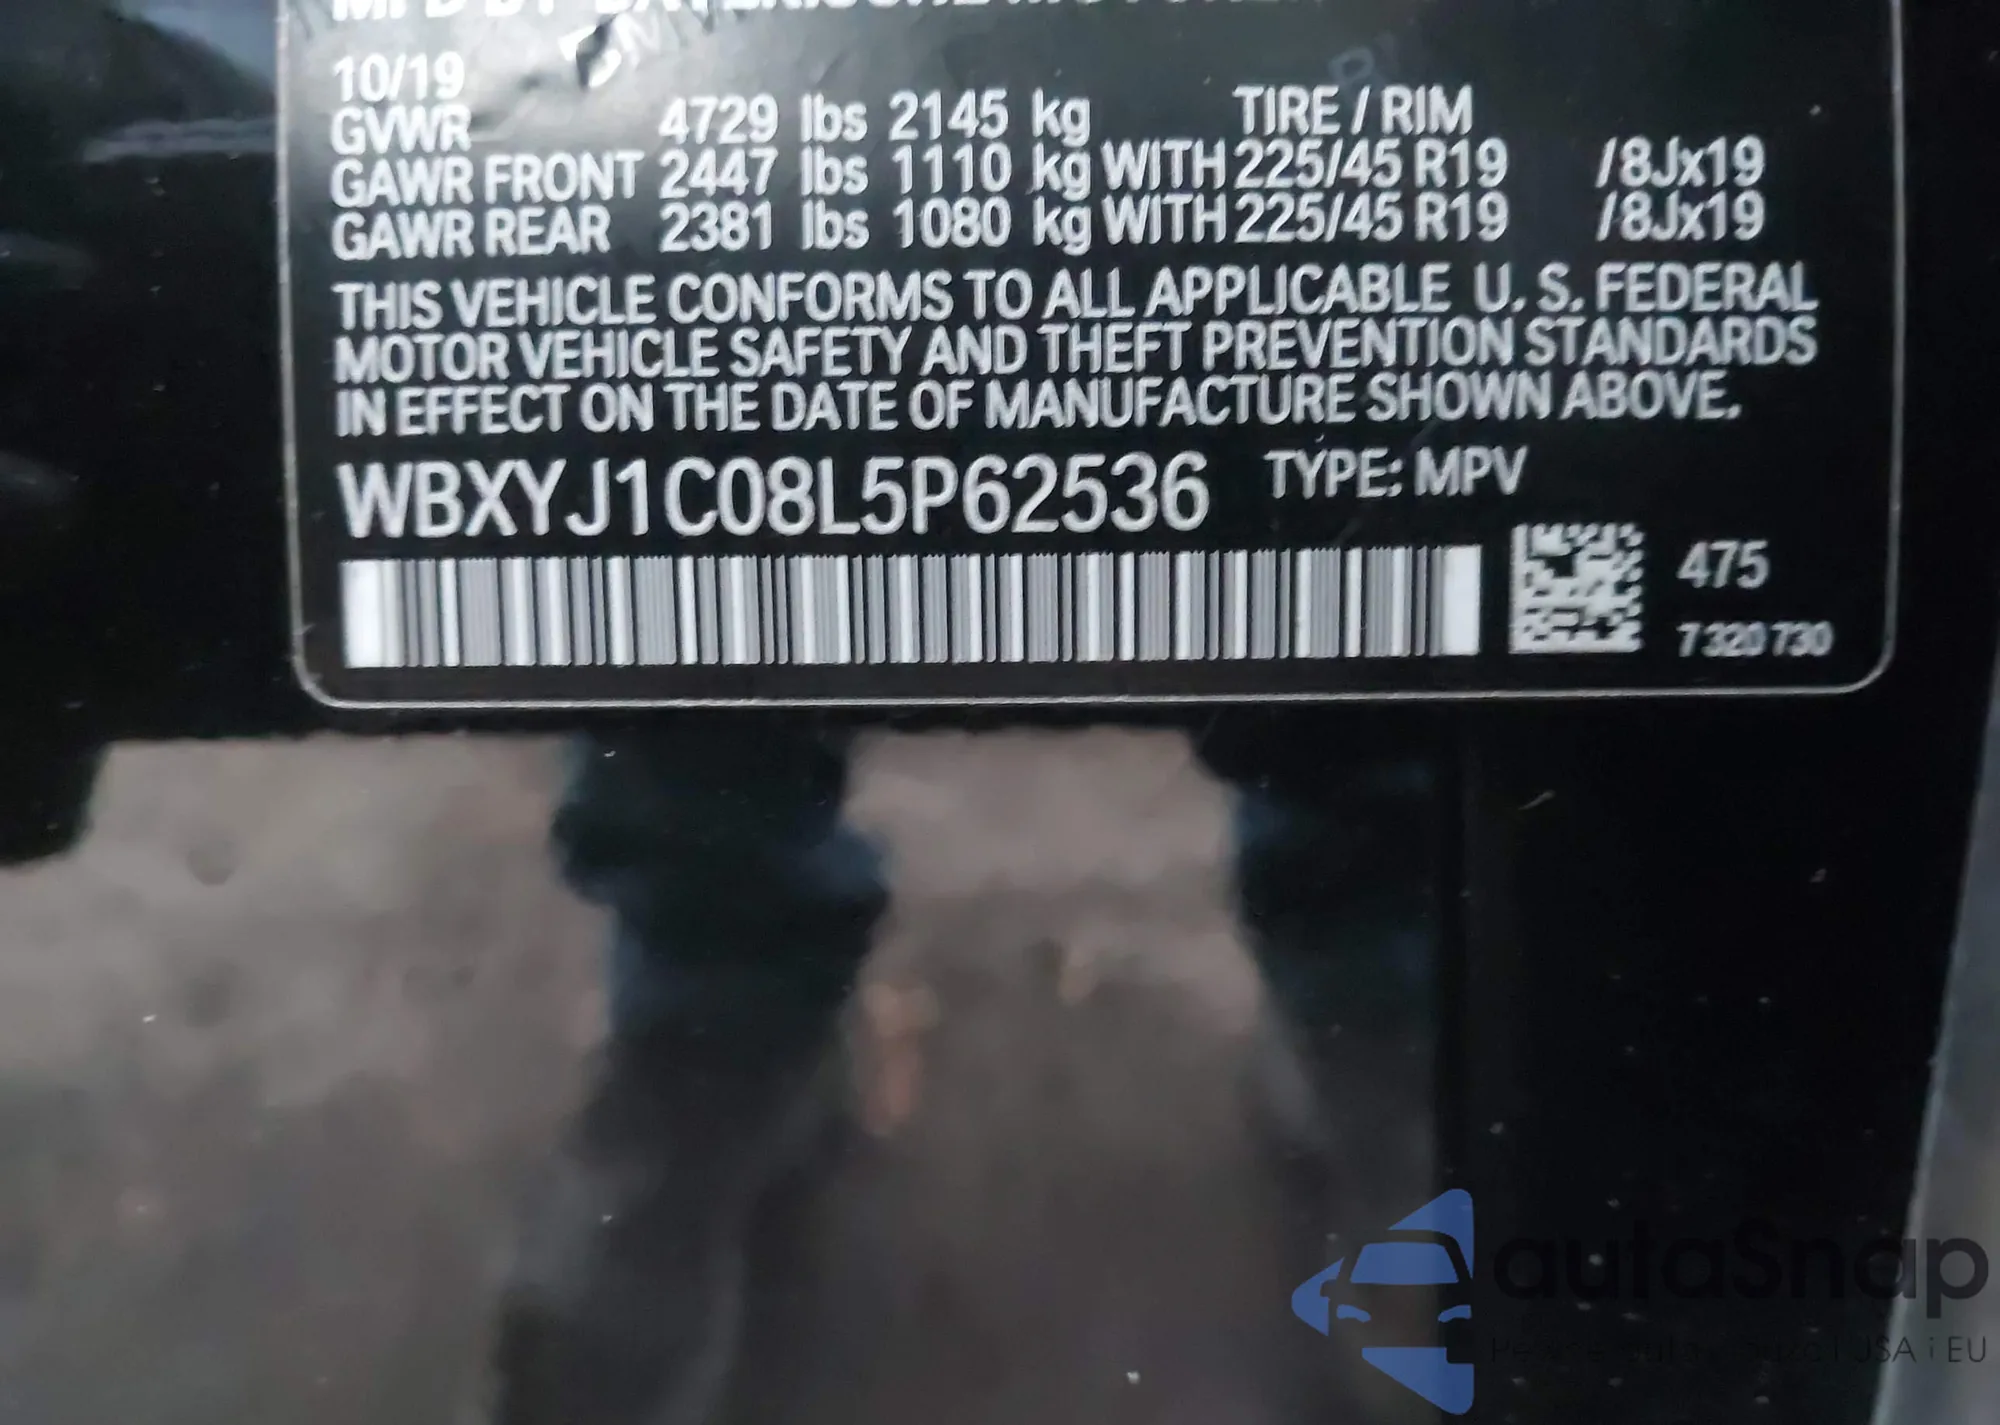 10/19
GVWR 4729 lbs 2145 kg TIRE / RIM
GAWR FRONT 2447 lbs 1110 kg WITH 225/45 R19 /8Jx19
GAWR REAR 2381 lbs 1080 kg WITH 225/45 R19 /8Jx19
THIS VEHICLE CONFORMS TO ALL APPLICABLE U. S. FEDERAL
MOTOR VEHICLE SAFETY AND THEFT PREVENTION STANDARDS
IN EFFECT ON THE DATE OF MANUFACTURE SHOWN ABOVE.
WBXYJ1C08L5P62536 TYPE: MPV
475
7 320 730
autoSnap
USA i EU